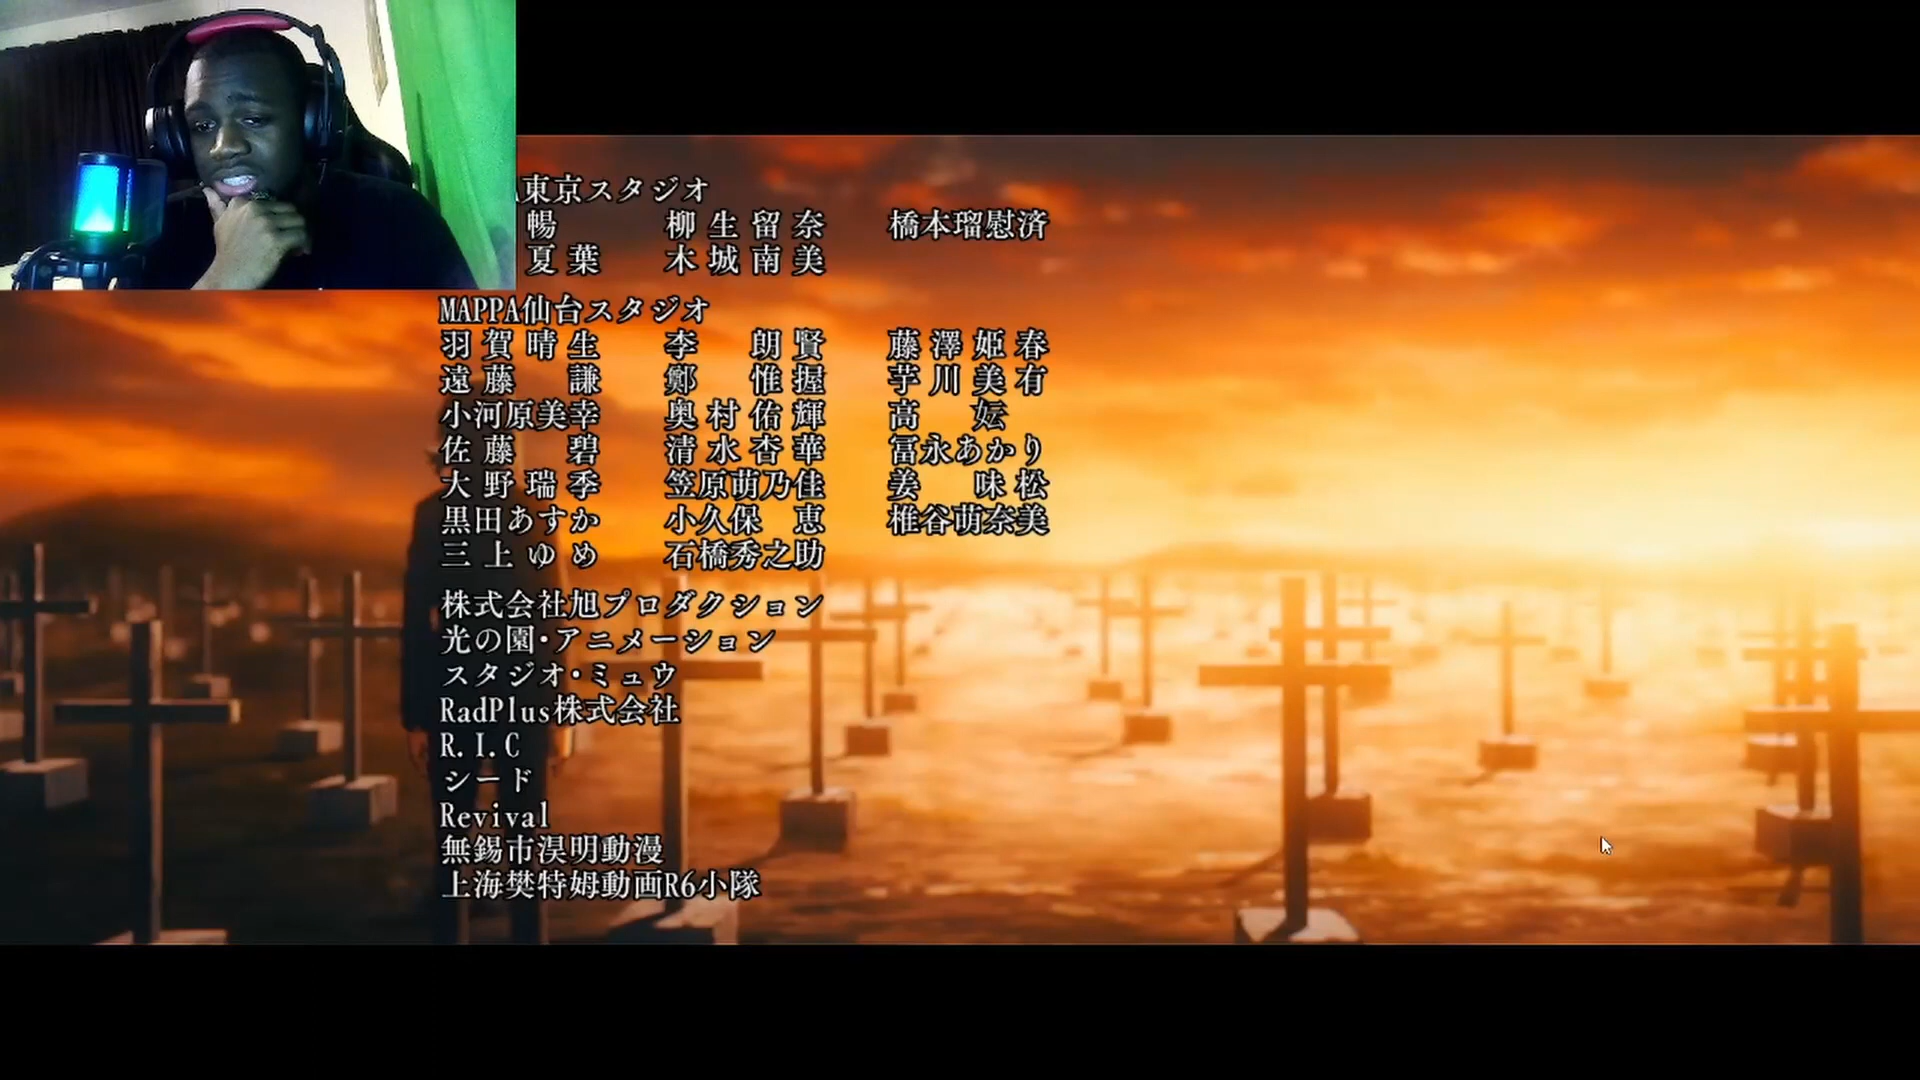 東京スタジオ
暢 柳生留奈 橋本瑠慰済
夏葉 木城南美
MAPPA仙台スタジオ
羽賀晴生 李朗賢 藤澤姫春
遠藤謙 鄭惟握 芋川美有
小河原美幸 奥村佑輝 高妘
佐藤碧 清水杏華 冨永あかり
大野瑞季 笠原萌乃佳 姜味松
黒田あすか 小久保恵 椎谷萌奈美
三上ゆめ 石橋秀之助
株式会社旭プロダクション
光の園・アニメーション
スタジオ・ミュウ
RadPlus株式会社
R.I.C
シード
Revival
無錫市淏明動漫
上海樊特姆動画R6小隊